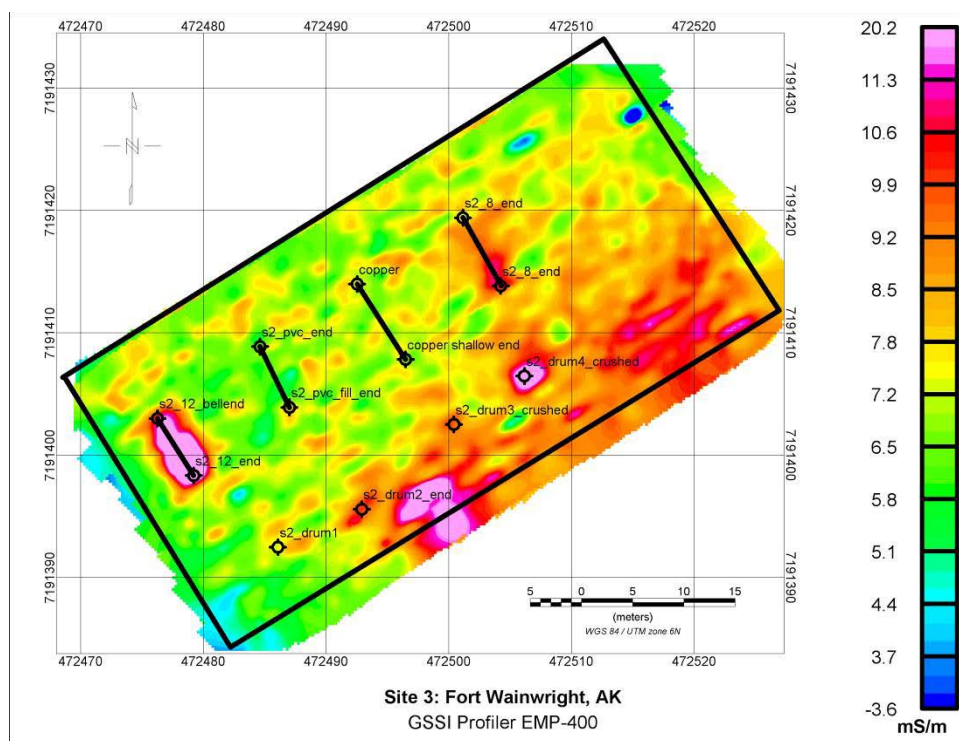 472470 472480 472490 472500 472510 472520
20.2
11.3
10.6
9.9
9.2
8.5
7.8
7.2
6.5
5.8
5.1
4.4
3.7
-3.6
mS/m
7191430 7191430
N
7191420 7191420
s2_8_end
copper
s2_8_end
7191410 7191410
s2_pvc_end
copper shallow end
s2_drum4_crushed
s2_pvc_fill_end
s2_12_bellend
s2_drum3_crushed
7191400 7191400
s2_12_end
s2_drum2_end
s2_drum1
7191390 7191390
5 0 5 10 15
(meters)
WGS 84 / UTM zone 6N
472470 472480 472490 472500 472510 472520
Site 3: Fort Wainwright, AK
GSSI Profiler EMP-400